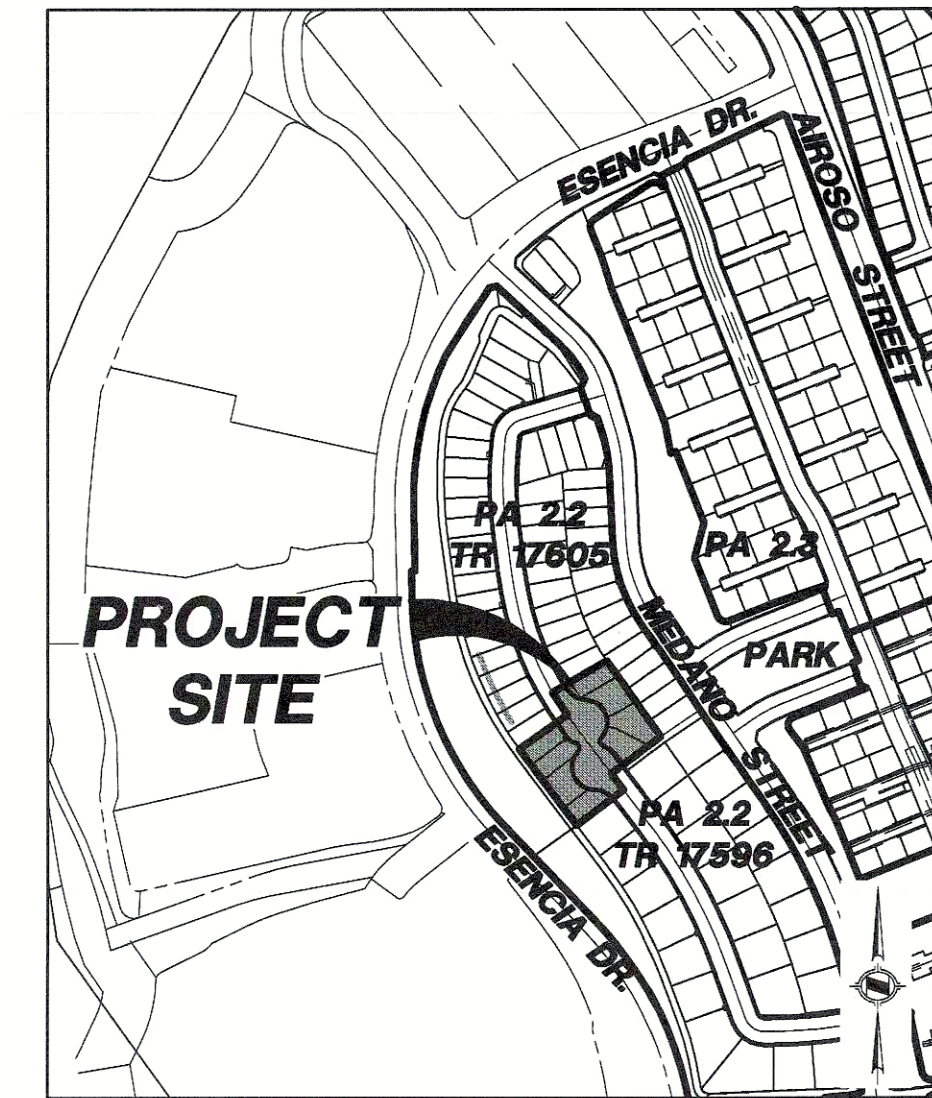 ESENCIA DR.
AIROSO STREET
PA 2.2
TR 17605
PA 2.3
PROJECT
SITE
MEDANO STREET
PARK
PA 2.2
TR 17596
ESENCIA DR.